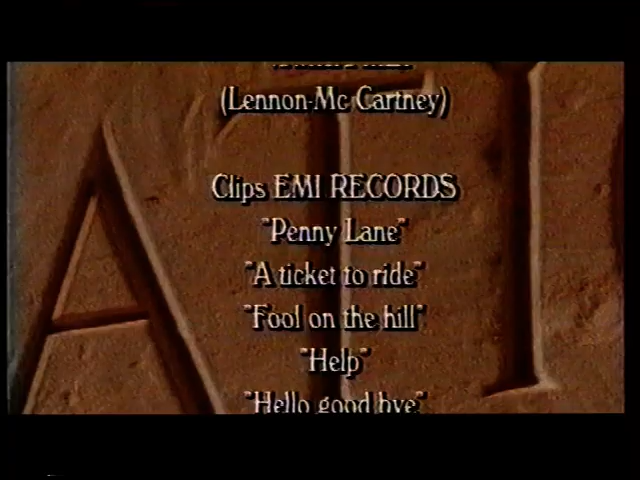 (Lennon-Mc Cartney)
Clips EMI RECORDS
"Penny Lane"
"A ticket to ride"
"Fool on the hill"
"Help"
"Hello good bye"